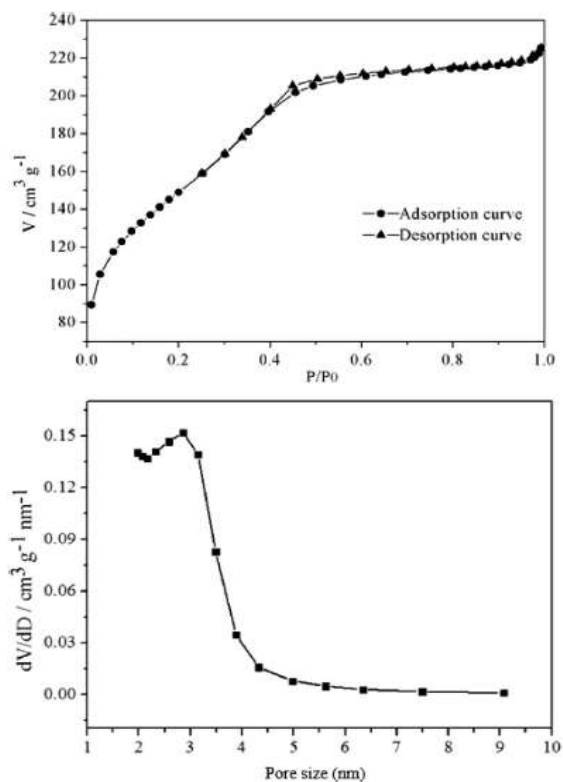 220
200
180
160
140
120
100
80
V / cm³ g⁻¹
Adsorption curve
Desorption curve
0.0 0.2 0.4 0.6 0.8 1.0
P/P0
0.15
0.12
0.09
0.06
0.03
0.00
dV/dD / cm³ g⁻¹ nm-1
1 2 3 4 5 6 7 8 9 10
Pore size (nm)